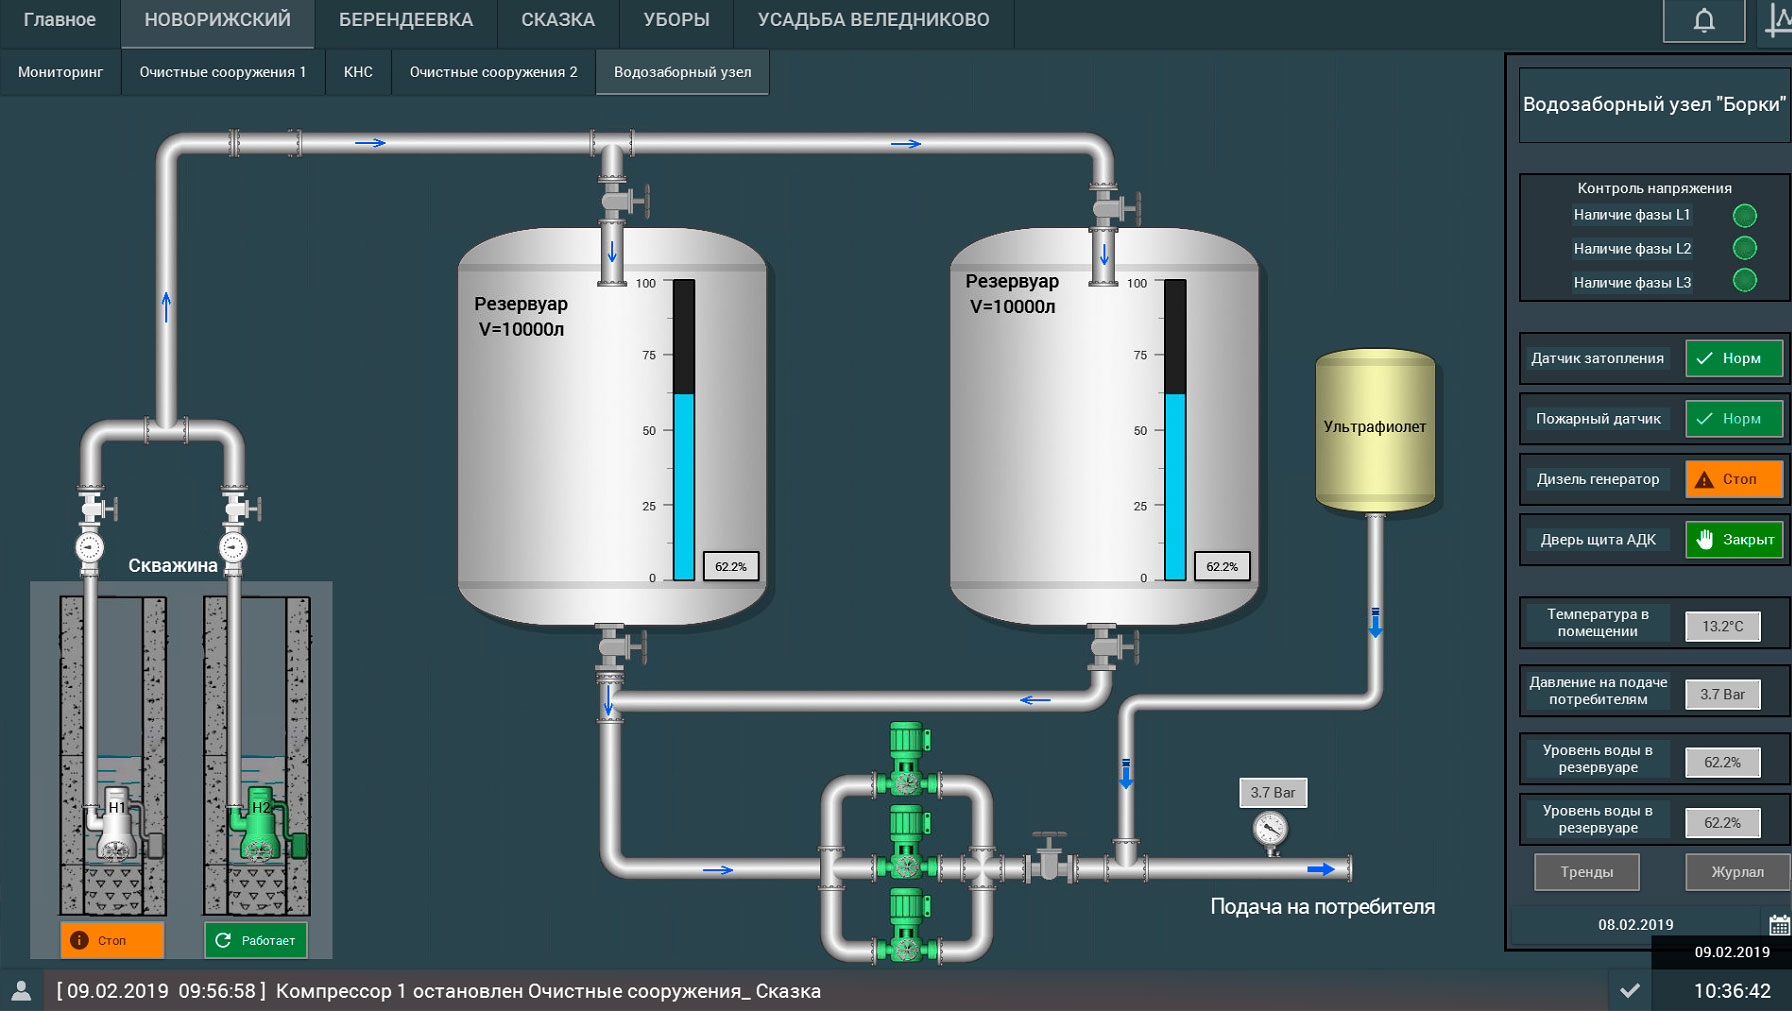 Главное
НОВОРИЖСКИЙ
БЕРЕНДЕЕВКА
СКАЗКА
УБОРЫ
УСАДЬБА ВЕЛЕДНИКОВО
Мониторинг
Очистные сооружения 1
КНС
Очистные сооружения 2
Водозаборный узел
Водозаборный узел "Борки"
Контроль напряжения
Наличие фазы L1
Наличие фазы L2
Наличие фазы L3
Резервуар
V=10000л
100
75
50
25
0
62.2%
Резервуар
V=10000л
100
75
50
25
0
62.2%
Ультрафиолет
Датчик затопления
Норм
Пожарный датчик
Норм
Дизель генератор
Стоп
Дверь щита АДК
Закрыт
Скважина
H1
H2
Стоп
Работает
Температура в
помещении
13.2°C
Давление на подаче
потребителям
3.7 Bar
Уровень воды в
резервуаре
62.2%
Уровень воды в
резервуаре
62.2%
3.7 Bar
Подача на потребителя
Тренды
Журлал
08.02.2019
09.02.2019
[ 09.02.2019 09:56:58 ] Компрессор 1 остановлен Очистные сооружения_ Сказка
10:36:42